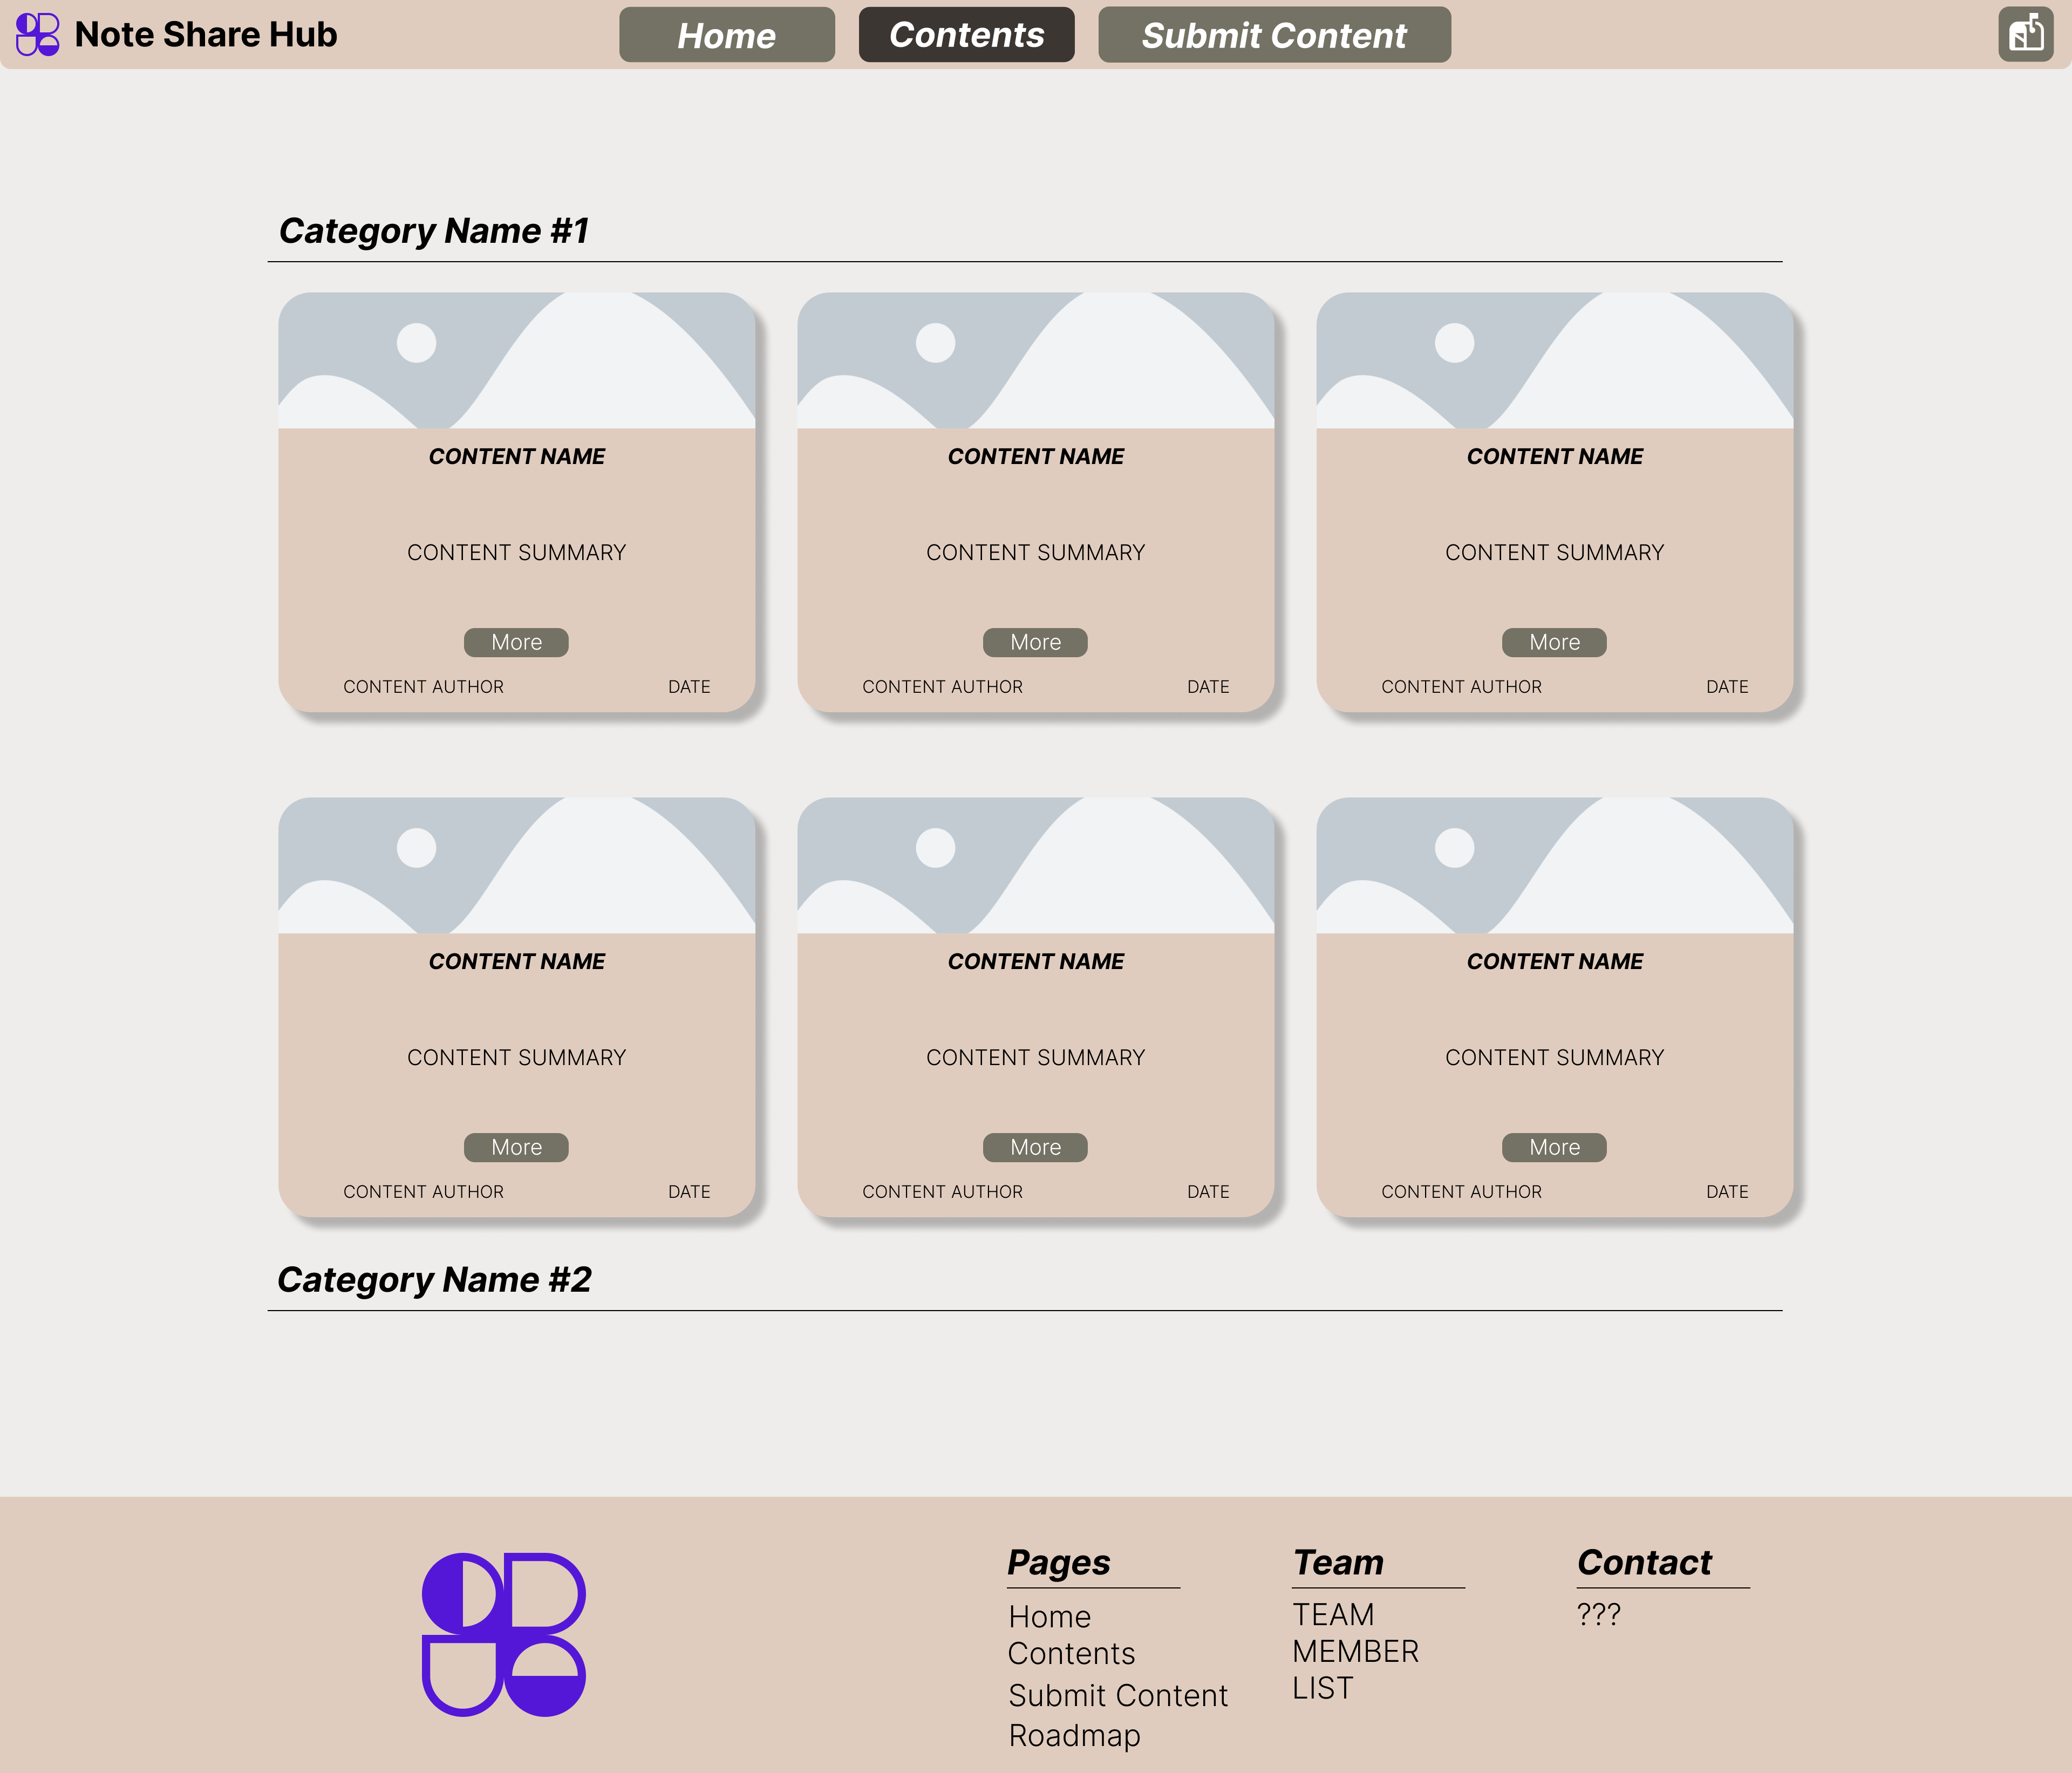 Note Share Hub
Home
Contents
Submit Content
Category Name #1
CONTENT NAME
CONTENT SUMMARY
More
CONTENT AUTHOR DATE
CONTENT NAME
CONTENT SUMMARY
More
CONTENT AUTHOR DATE
CONTENT NAME
CONTENT SUMMARY
More
CONTENT AUTHOR DATE
CONTENT NAME
CONTENT SUMMARY
More
CONTENT AUTHOR DATE
CONTENT NAME
CONTENT SUMMARY
More
CONTENT AUTHOR DATE
CONTENT NAME
CONTENT SUMMARY
More
CONTENT AUTHOR DATE
Category Name #2
Pages
Home
Contents
Submit Content
Roadmap
Team
TEAM
MEMBER
LIST
Contact
???